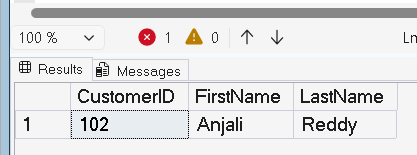 100 % 1 0 Ln
Results Messages
CustomerID FirstName LastName
1 102 Anjali Reddy